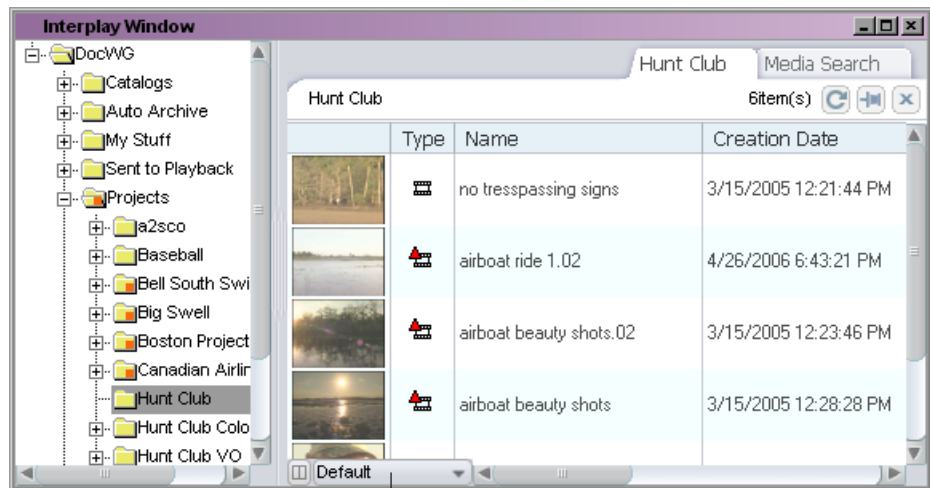 Interplay Window
DocWG
Catalogs
Auto Archive
My Stuff
Sent to Playback
Projects
a2sco
Baseball
Bell South Swi
Big Swell
Boston Project
Canadian Airlin
Hunt Club
Hunt Club Colo
Hunt Club VO
Hunt Club
Media Search
Hunt Club
6item(s)
Type Name Creation Date
no tresspassing signs 3/15/2005 12:21:44 PM
airboat ride 1.02 4/26/2006 6:43:21 PM
airboat beauty shots.02 3/15/2005 12:23:46 PM
airboat beauty shots 3/15/2005 12:28:28 PM
Default